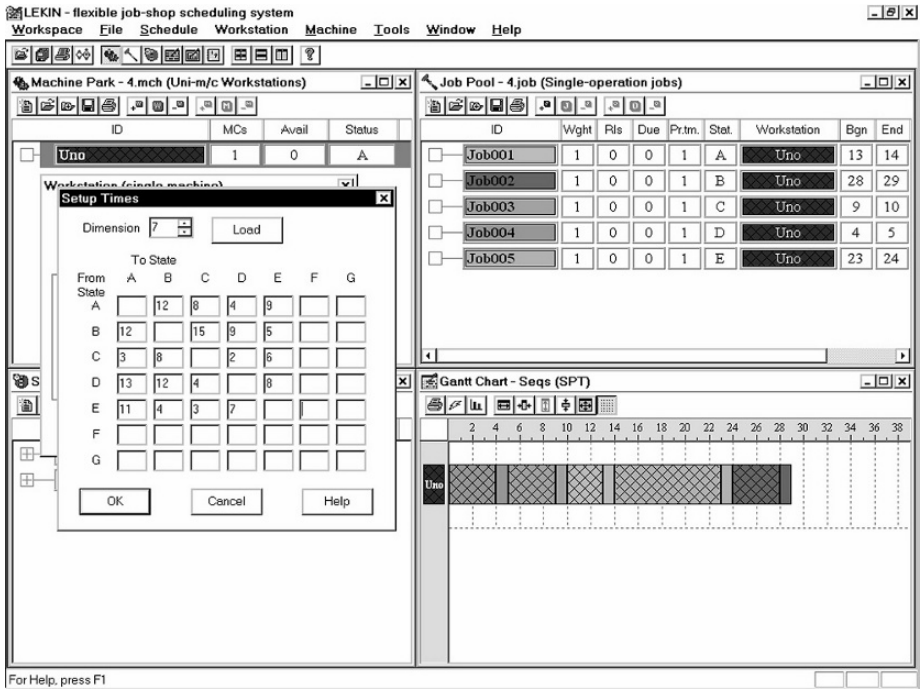 LEKIN - flexible job-shop scheduling system
Workspace File Schedule Workstation Machine Tools Window Help
Machine Park - 4.mch (Uni-m/c Workstations)
ID MCs Avail Status
Uno 1 0 A
Workstation (single machine)
Setup Times
Dimension 7 Load
To State
From State A B C D E F G
A 12 8 4 9
B 12 15 9 5
C 3 8 2 6
D 13 12 4 8
E 11 4 3 7
F
G
OK Cancel Help
S
Job Pool - 4.job (Single-operation jobs)
ID Wght Rls Due Pr.tm. Stat. Workstation Bgn End
Job001 1 0 0 1 A Uno 13 14
Job002 1 0 0 1 B Uno 28 29
Job003 1 0 0 1 C Uno 9 10
Job004 1 0 0 1 D Uno 4 5
Job005 1 0 0 1 E Uno 23 24
Gantt Chart - Seqs (SPT)
2 4 6 8 10 12 14 16 18 20 22 24 26 28 30 32 34 36 38
Uno
For Help, press F1